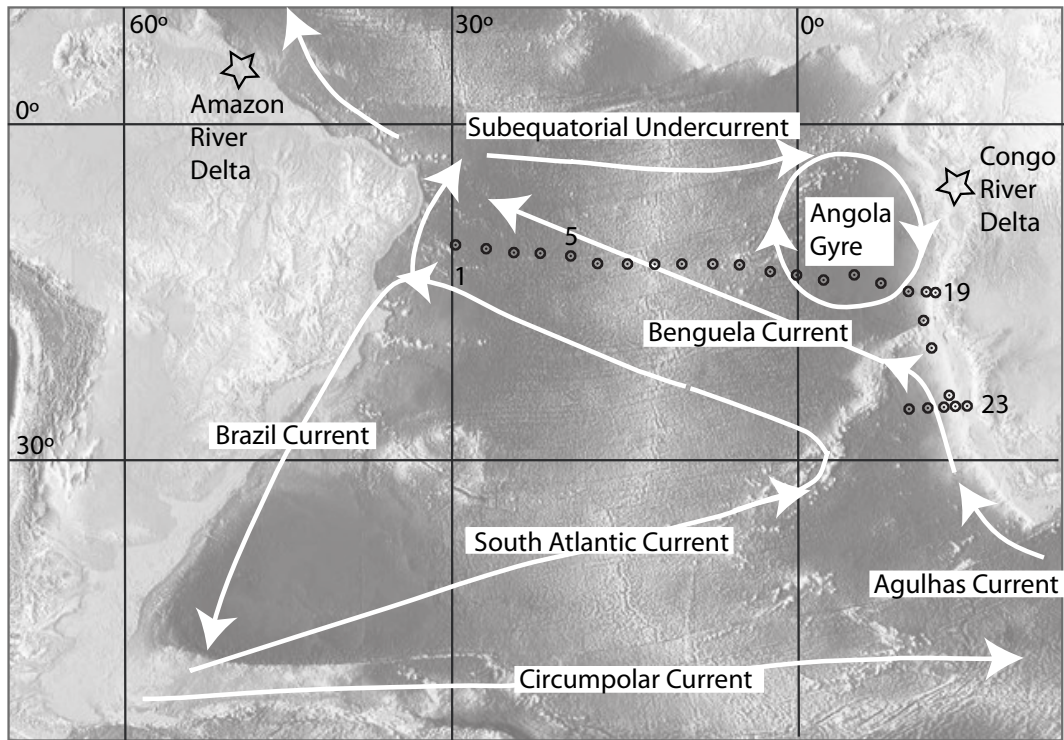 60º
30º
0º
Amazon
River
Delta
0º
Subequatorial Undercurrent
Congo
River
Delta
Angola
Gyre
5
1
19
Benguela Current
23
Brazil Current
30º
South Atlantic Current
Agulhas Current
Circumpolar Current